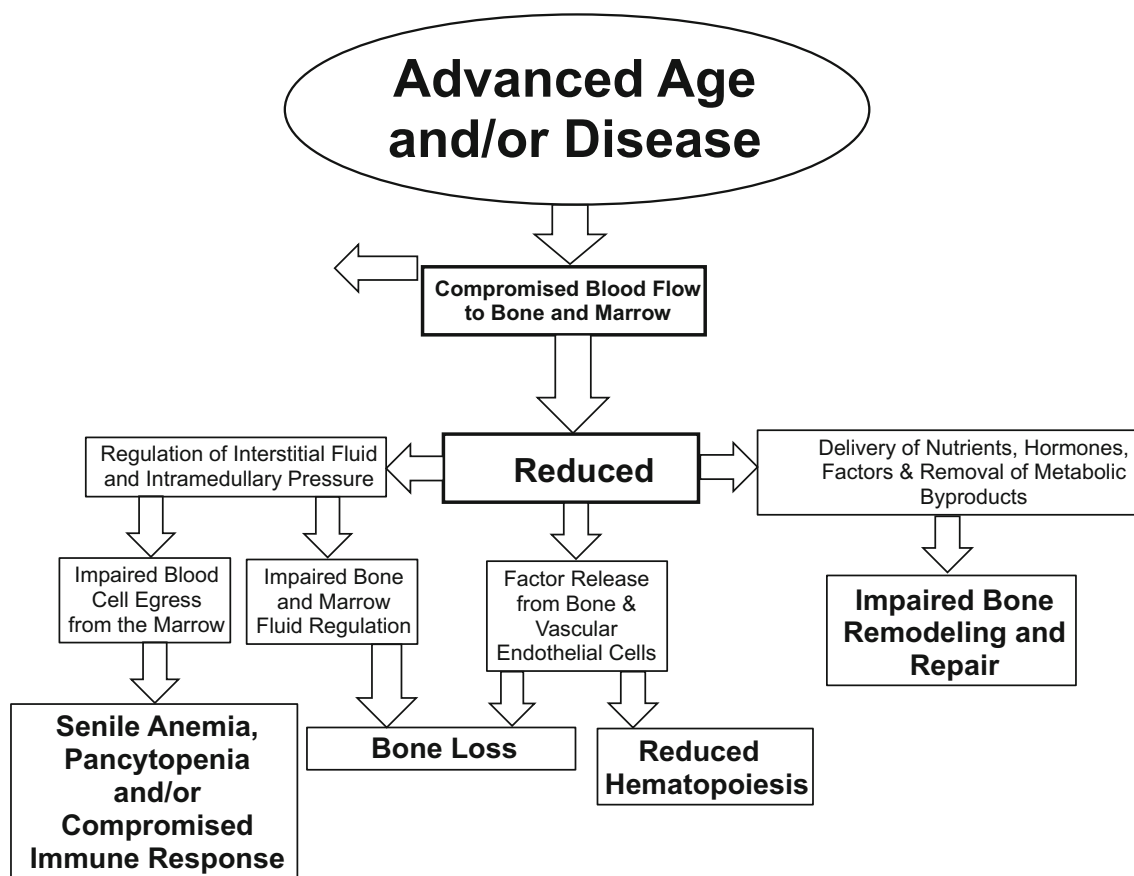 Advanced Age
and/or Disease
Compromised Blood Flow
to Bone and Marrow
Regulation of Interstitial Fluid
and Intramedullary Pressure
Reduced
Delivery of Nutrients, Hormones,
Factors & Removal of Metabolic
Byproducts
Impaired Blood
Cell Egress
from the Marrow
Impaired Bone
and Marrow
Fluid Regulation
Factor Release
from Bone &
Vascular
Endothelial Cells
Impaired Bone
Remodeling and
Repair
Senile Anemia,
Pancytopenia
and/or
Compromised
Immune Response
Bone Loss
Reduced
Hematopoiesis